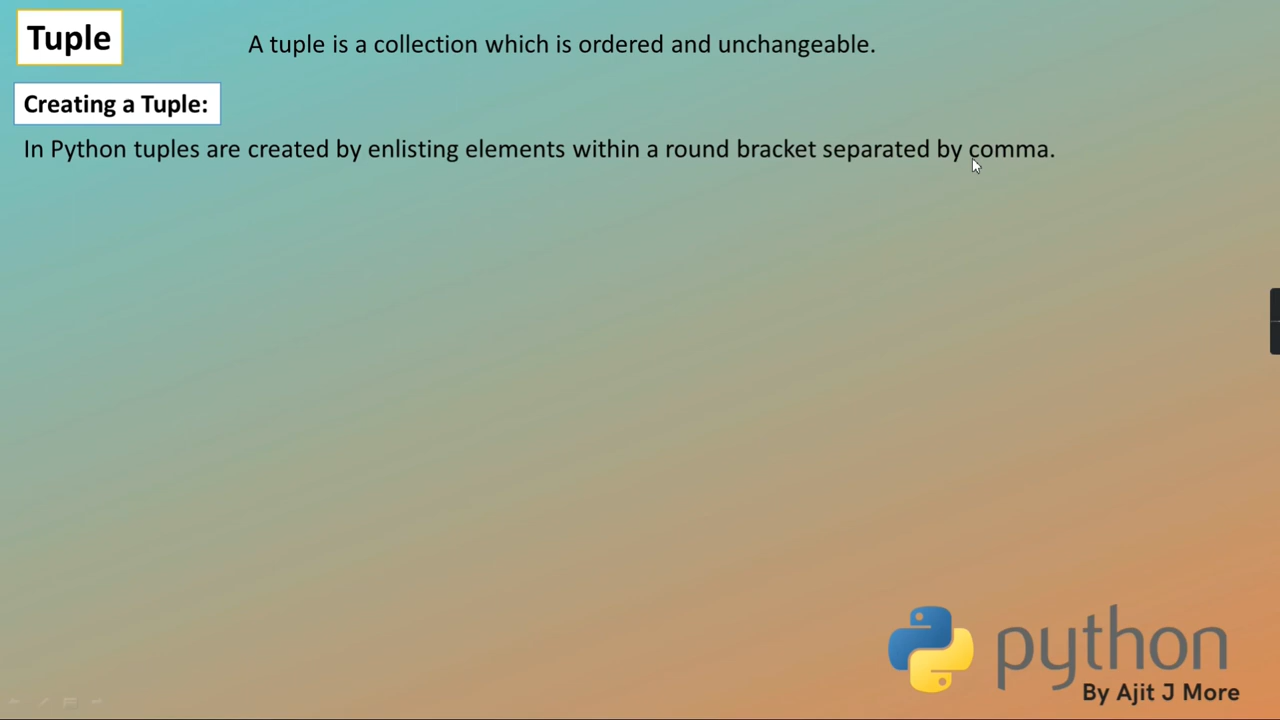 Tuple
A tuple is a collection which is ordered and unchangeable.
Creating a Tuple:
In Python tuples are created by enlisting elements within a round bracket separated by comma.
python
By Ajit J More